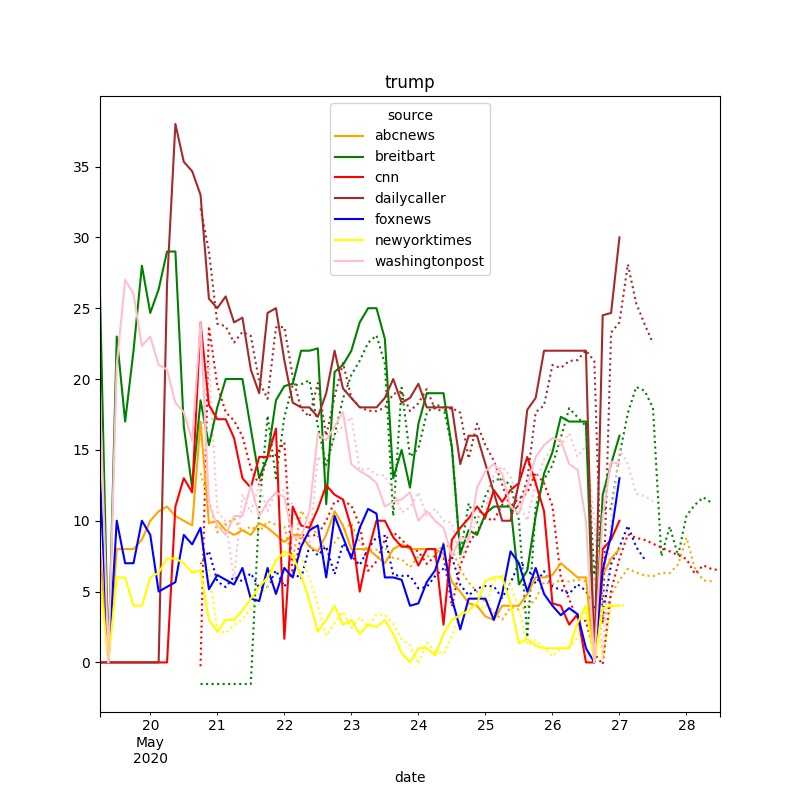 trump
source
abcnews
breitbart
cnn
dailycaller
foxnews
newyorktimes
washingtonpost
35
30
25
20
15
10
5
0
20 21 22 23 24 25 26 27 28
May
2020
date